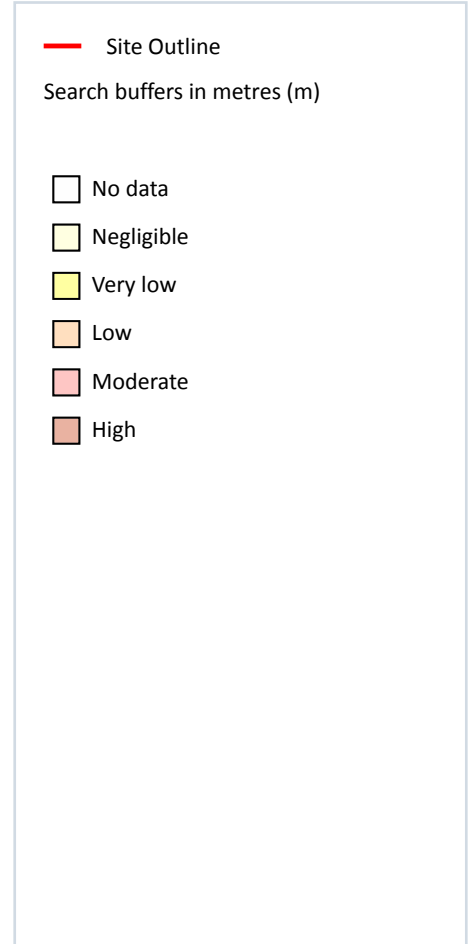 Site Outline
Search buffers in metres (m)
No data
Negligible
Very low
Low
Moderate
High